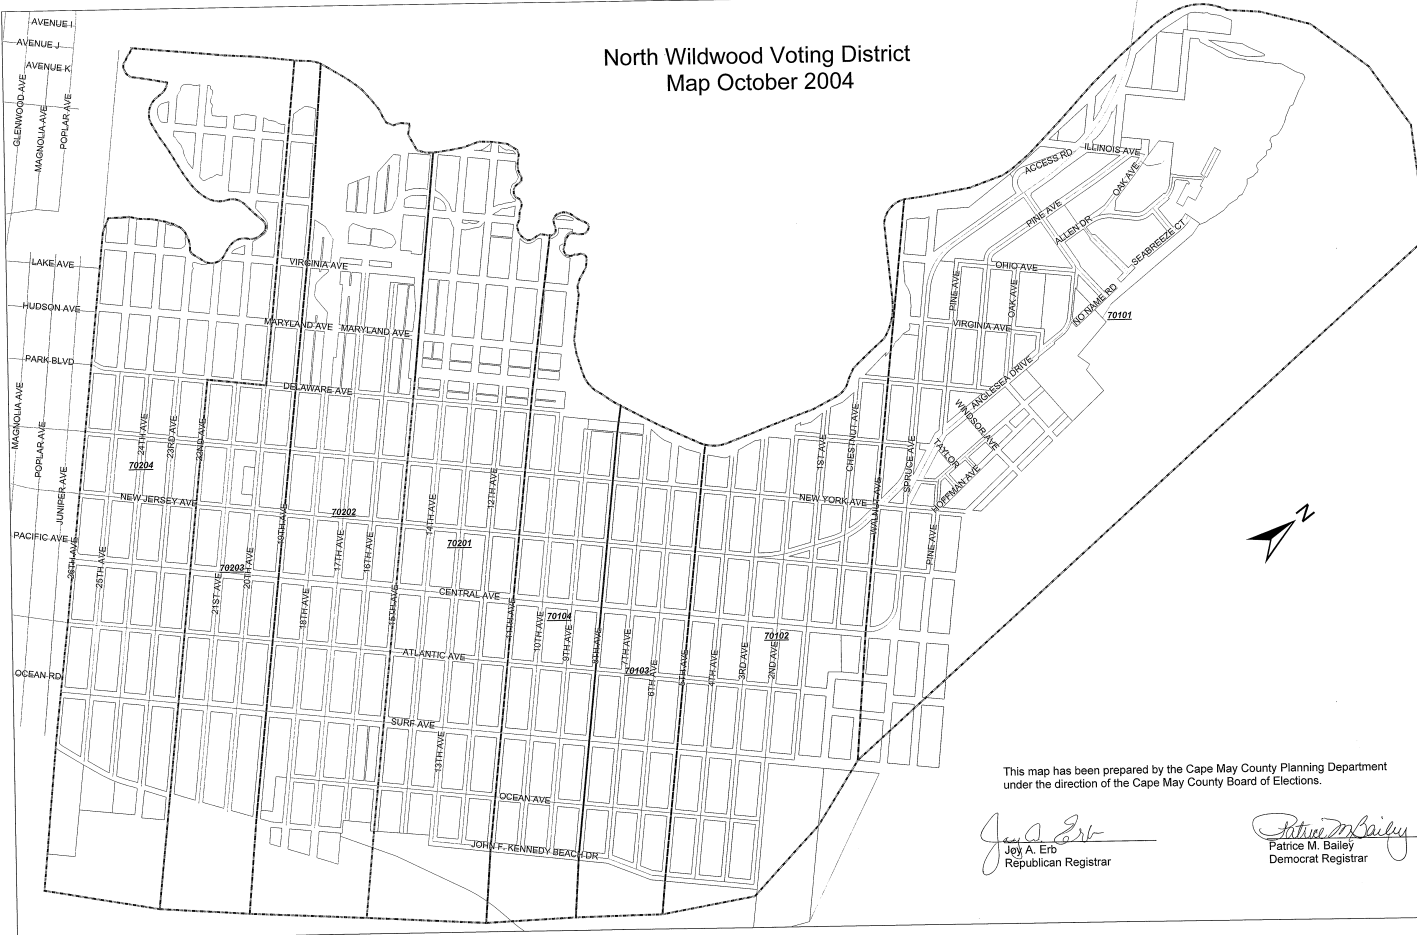 North Wildwood Voting District
Map October 2004
AVENUE I
AVENUE J
AVENUE K
GLENWOOD AVE
MAGNOLIA AVE
POPLAR AVE
ILLINOIS AVE
ACCESS RD
OAK AVE
PINE AVE
ALLEN DR
SEABREEZE CT
LAKE AVE
VIRGINIA AVE
OHIO AVE
PINE AVE
OAK AVE
NO NAME RD
70101
HUDSON AVE
MARYLAND AVE
MARYLAND AVE
VIRGINIA AVE
PARK BLVD
DELAWARE AVE
ANGLESEA DRIVE
WINDSOR AVE
MAGNOLIA AVE
POPLAR AVE
JUNIPER AVE
24TH AVE
23RD AVE
22ND AVE
70204
1ST AVE
CHESTNUT AVE
SPRUCE AVE
TAYLOR
HOFFMAN AVE
NEW JERSEY AVE
70202
12TH AVE
14TH AVE
NEW YORK AVE
WALNUT AVE
PINE AVE
N
PACIFIC AVE
26TH AVE
25TH AVE
19TH AVE
17TH AVE
16TH AVE
70201
70203
20TH AVE
21ST AVE
18TH AVE
15TH AVE
CENTRAL AVE
11TH AVE
10TH AVE
70104
9TH AVE
8TH AVE
7TH AVE
70102
70103
6TH AVE
5TH AVE
4TH AVE
3RD AVE
2ND AVE
ATLANTIC AVE
OCEAN RD
SURF AVE
13TH AVE
OCEAN AVE
JOHN F. KENNEDY BEACH DR
This map has been prepared by the Cape May County Planning Department
under the direction of the Cape May County Board of Elections.
Joy A. Erb
Joy A. Erb
Republican Registrar
Patrice M Bailey
Patrice M. Bailey
Democrat Registrar